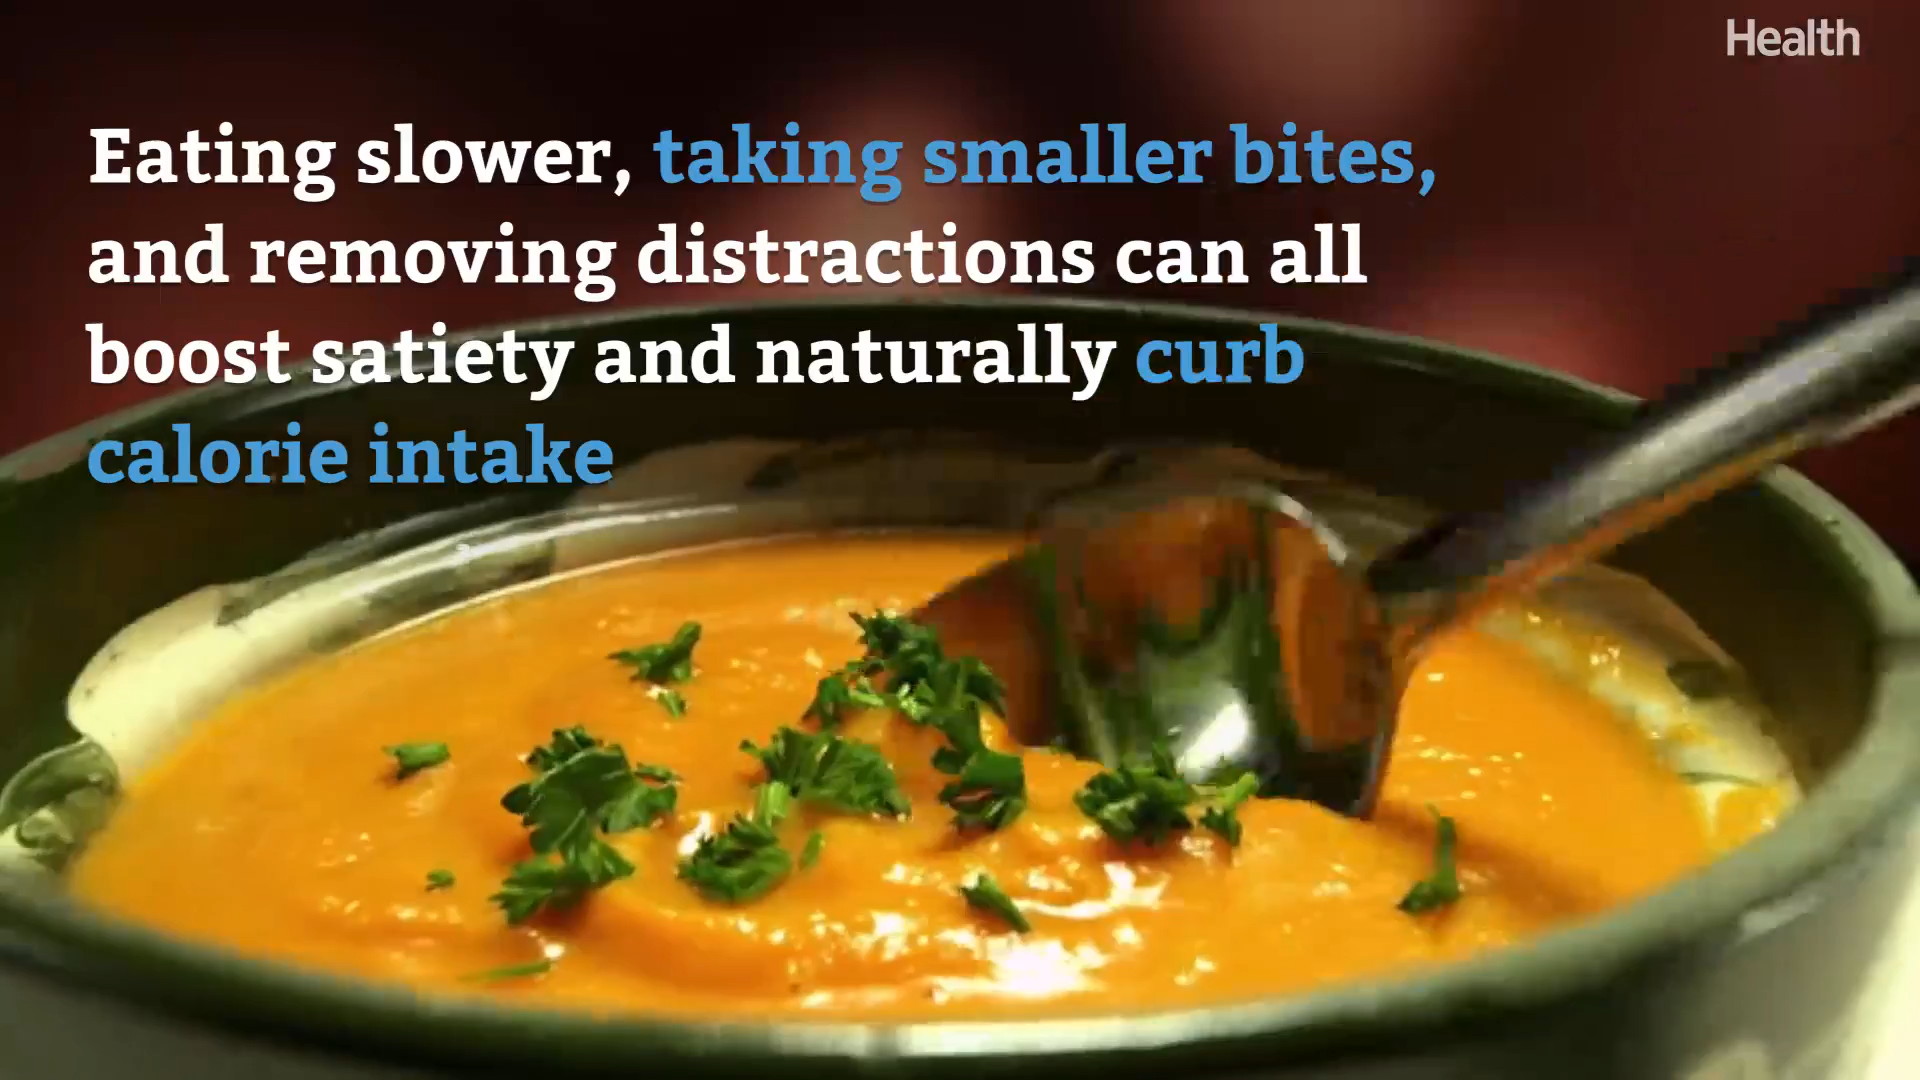 Health
Eating slower, taking smaller bites,
and removing distractions can all
boost satiety and naturally curb
calorie intake